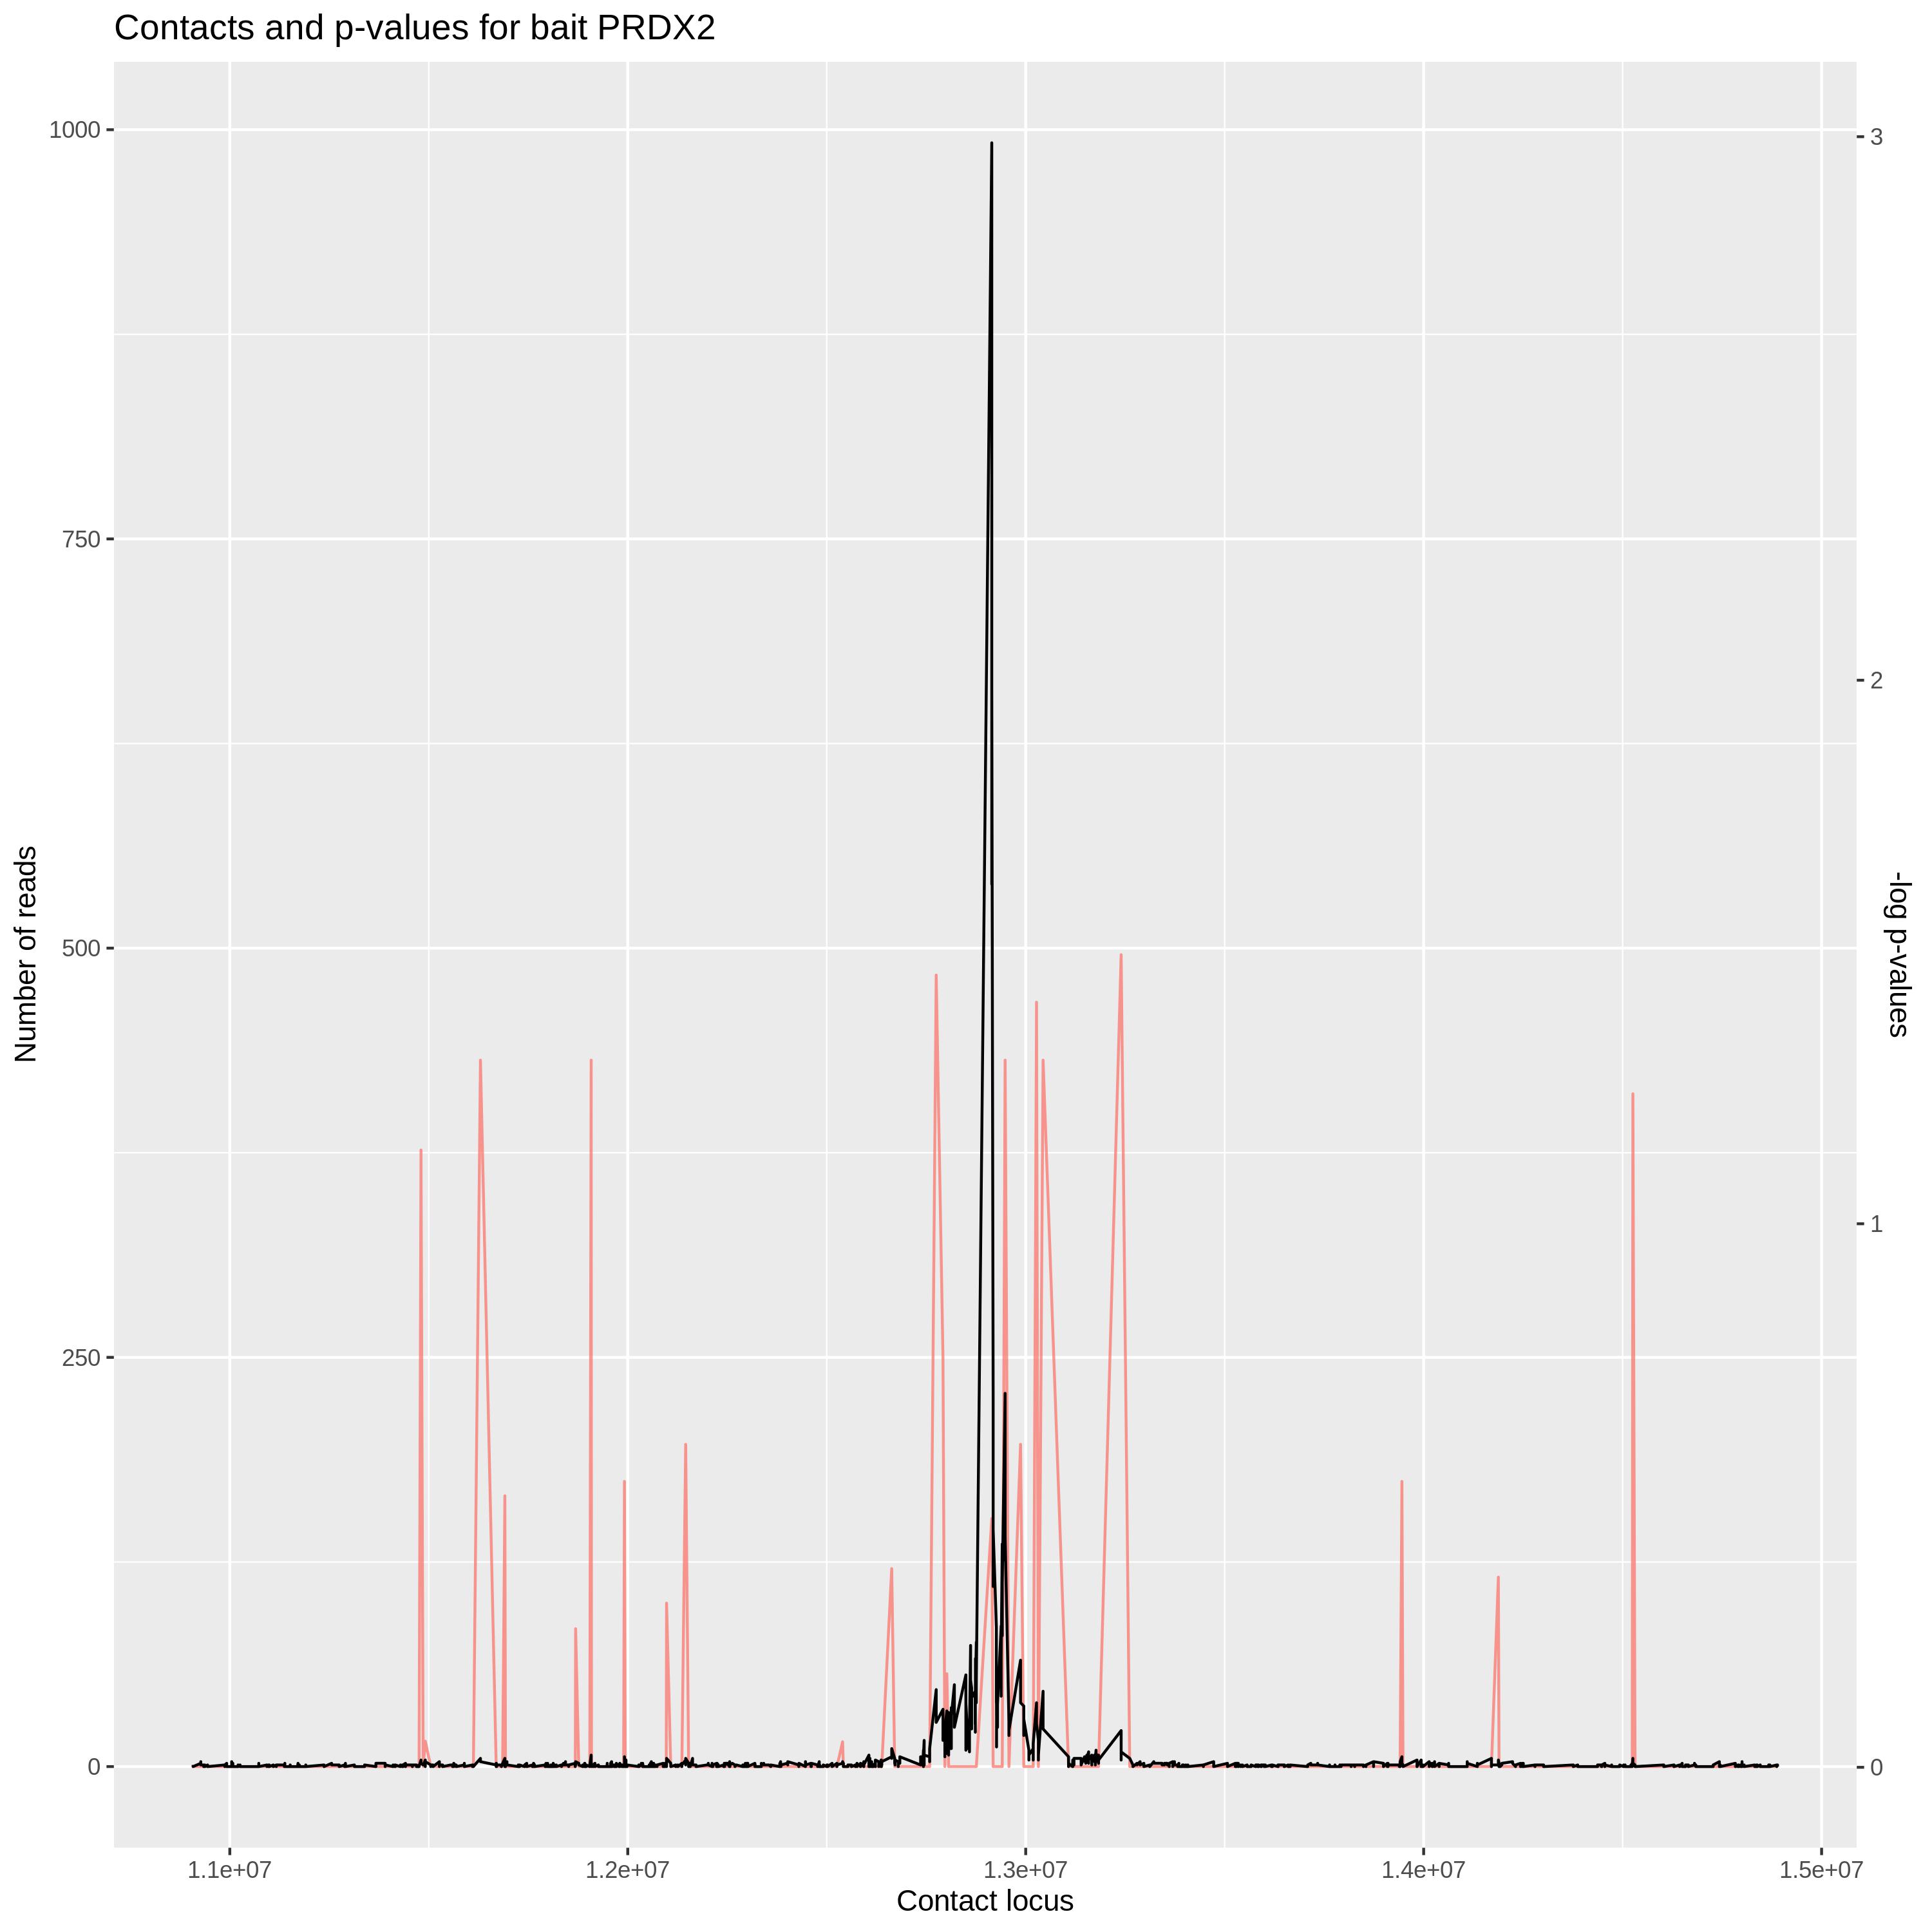 Contacts and p-values for bait PRDX2
1000
750
500
250
0
Number of reads
3
2
1
0
-log p-values
1.1e+07
1.2e+07
1.3e+07
1.4e+07
1.5e+07
Contact locus